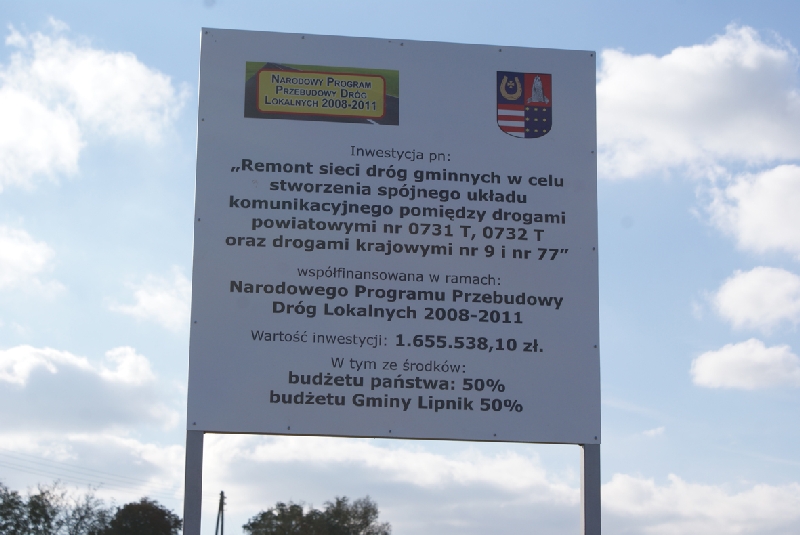 NARODOWY PROGRAM
PRZEBUDOWY DRÓG
LOKALNYCH 2008-2011
Inwestycja pn:
„Remont sieci dróg gminnych w celu
stworzenia spójnego układu
komunikacyjnego pomiędzy drogami
powiatowymi nr 0731 T, 0732 T
oraz drogami krajowymi nr 9 i nr 77”
współfinansowana w ramach:
Narodowego Programu Przebudowy
Dróg Lokalnych 2008-2011
Wartość inwestycji: 1.655.538,10 zł.
W tym ze środków:
budżetu państwa: 50%
budżetu Gminy Lipnik 50%